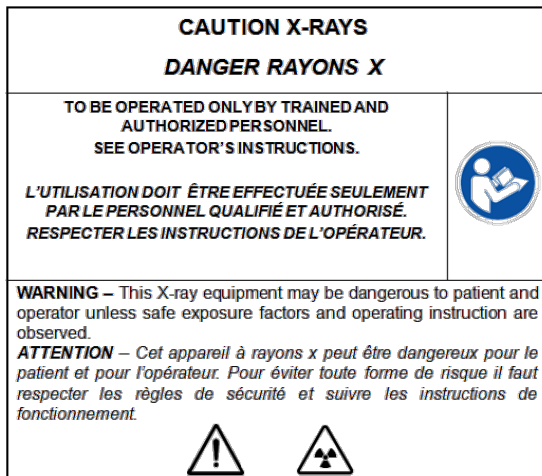 CAUTION X-RAYS
DANGER RAYONS X
TO BE OPERATED ONLY BY TRAINED AND
AUTHORIZED PERSONNEL.
SEE OPERATOR'S INSTRUCTIONS.
L'UTILISATION DOIT ÊTRE EFFECTUÉE SEULEMENT
PAR LE PERSONNEL QUALIFIÉ ET AUTHORISÉ.
RESPECTER LES INSTRUCTIONS DE L'OPÉRATEUR.
WARNING – This X-ray equipment may be dangerous to patient and
operator unless safe exposure factors and operating instruction are
observed.
ATTENTION – Cet appareil à rayons x peut être dangereux pour le
patient et pour l'opérateur. Pour éviter toute forme de risque il faut
respecter les règles de sécurité et suivre les instructions de
fonctionnement.